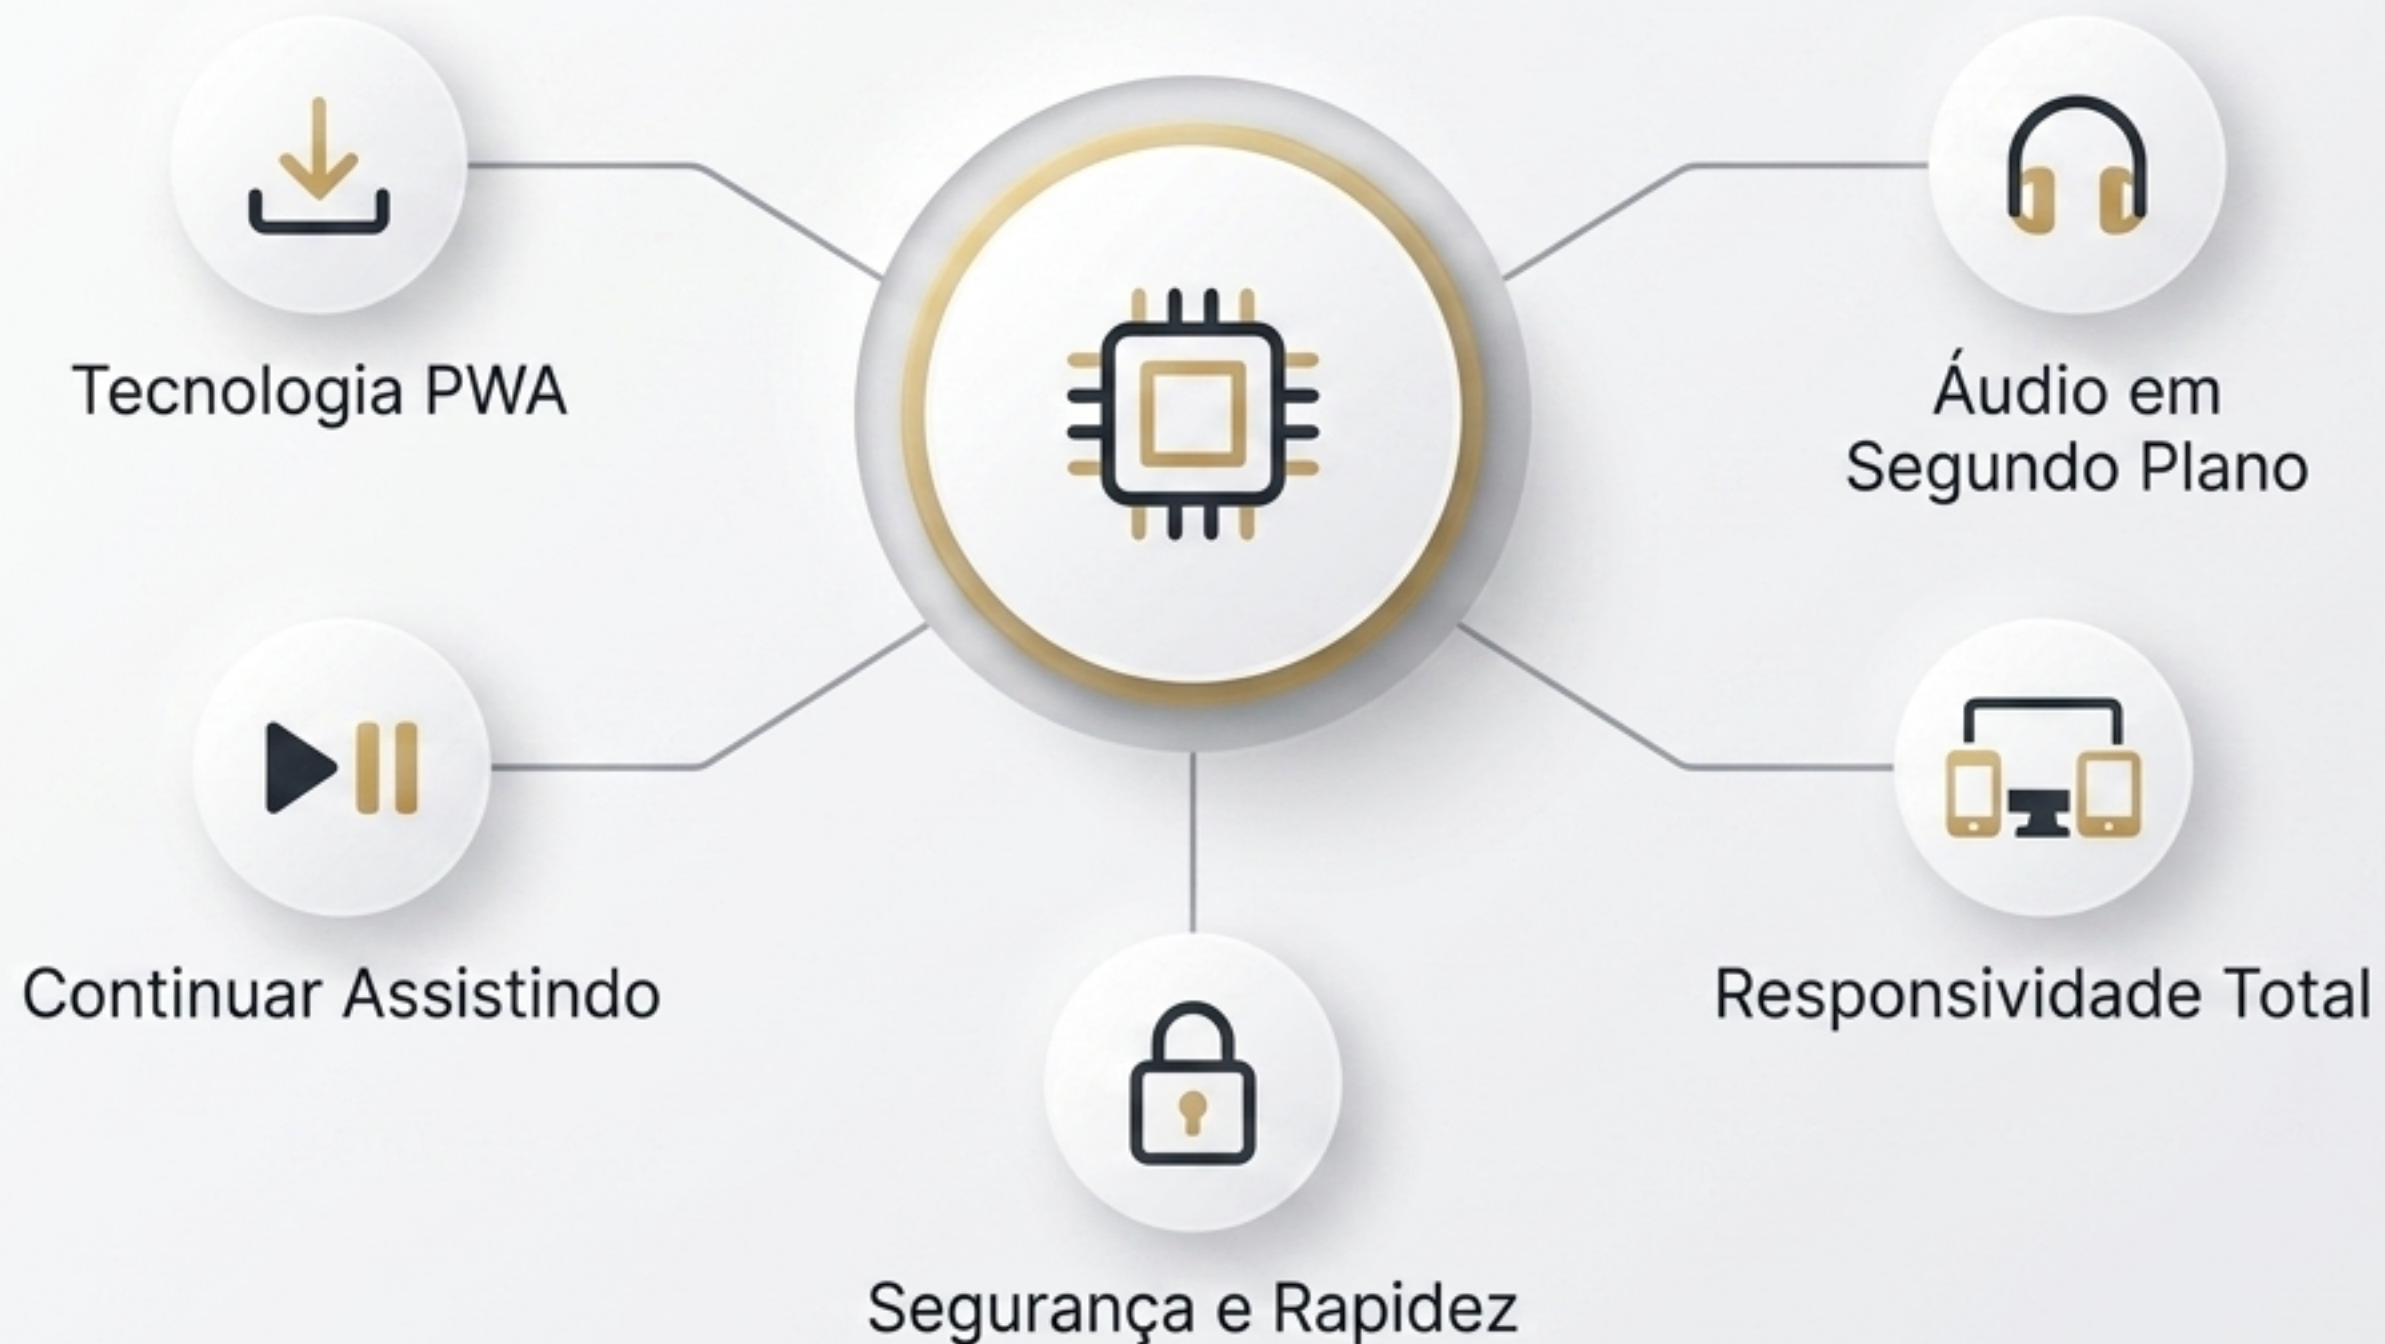 Tecnologia PWA
Áudio em
Segundo Plano
Continuar Assistindo
Responsividade Total
Segurança e Rapidez